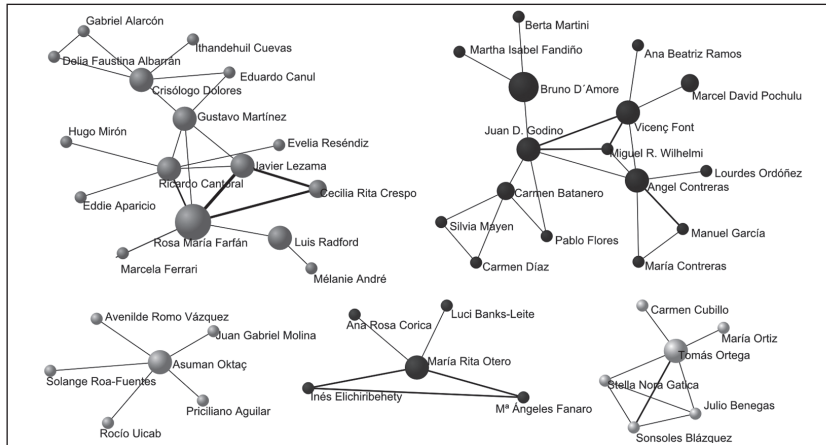 Gabriel Alarcón
Ithandehuil Cuevas
Delia Faustina Albarrán
Eduardo Canul
Crisólogo Dolores
Gustavo Martínez
Hugo Mirón
Evelia Reséndiz
Javier Lezama
Ricardo Cantoral
Cecilia Rita Crespo
Eddie Aparicio
Rosa María Farfán
Luis Radford
Marcela Ferrari
Mélanie André
Berta Martini
Martha Isabel Fandiño
Ana Beatriz Ramos
Bruno D´Amore
Marcel David Pochulu
Juan D. Godino
Vicenç Font
Miguel R. Wilhelmi
Lourdes Ordóñez
Angel Contreras
Carmen Batanero
Silvia Mayen
Pablo Flores
Manuel García
Carmen Díaz
María Contreras
Avenilde Romo Vázquez
Juan Gabriel Molina
Asuman Oktaç
Solange Roa-Fuentes
Priciliano Aguilar
Rocío Uicab
Luci Banks-Leite
Ana Rosa Corica
María Rita Otero
Inés Elichiribehety
Mª Ángeles Fanaro
Carmen Cubillo
María Ortiz
Tomás Ortega
Stella Nora Gatica
Julio Benegas
Sonsoles Blázquez